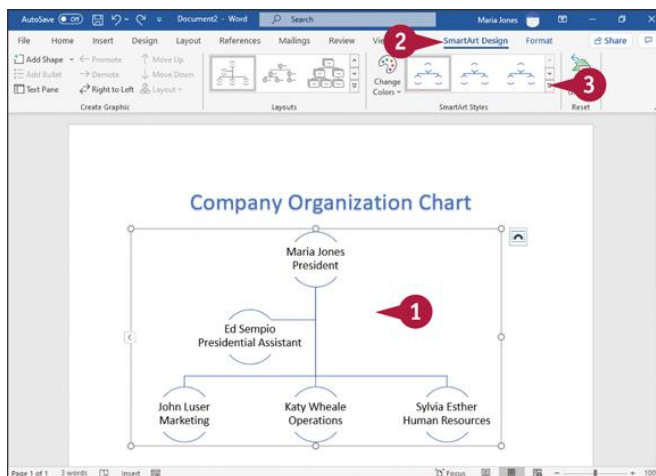 AutoSave Off Document2 - Word Search Maria Jones
File Home Insert Design Layout References Mailings Review SmartArt Design Format Share
2
Add Shape Promote Move Up
Add Bullet Demote Move Down
Text Pane Right to Left Layout
Change
Colors
3
Reset
Create Graphic Layouts SmartArt Styles Reset
Company Organization Chart
Maria Jones
President
1
Ed Sempio
Presidential Assistant
John Luser
Marketing
Katy Wheale
Operations
Sylvia Esther
Human Resources
Page 1 of 1 3 words Insert Focus 100